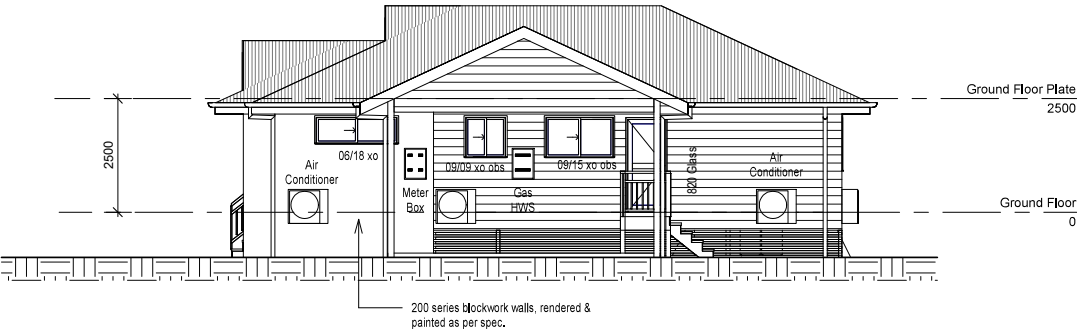 Ground Floor Plate
2500
2500
06/18 xo
09/09 xo obs
09/15 xo obs
820 Glass
Air
Conditioner
Meter
Box
Gas
HWS
Air
Conditioner
Ground Floor
0
200 series blockwork walls, rendered &
painted as per spec.